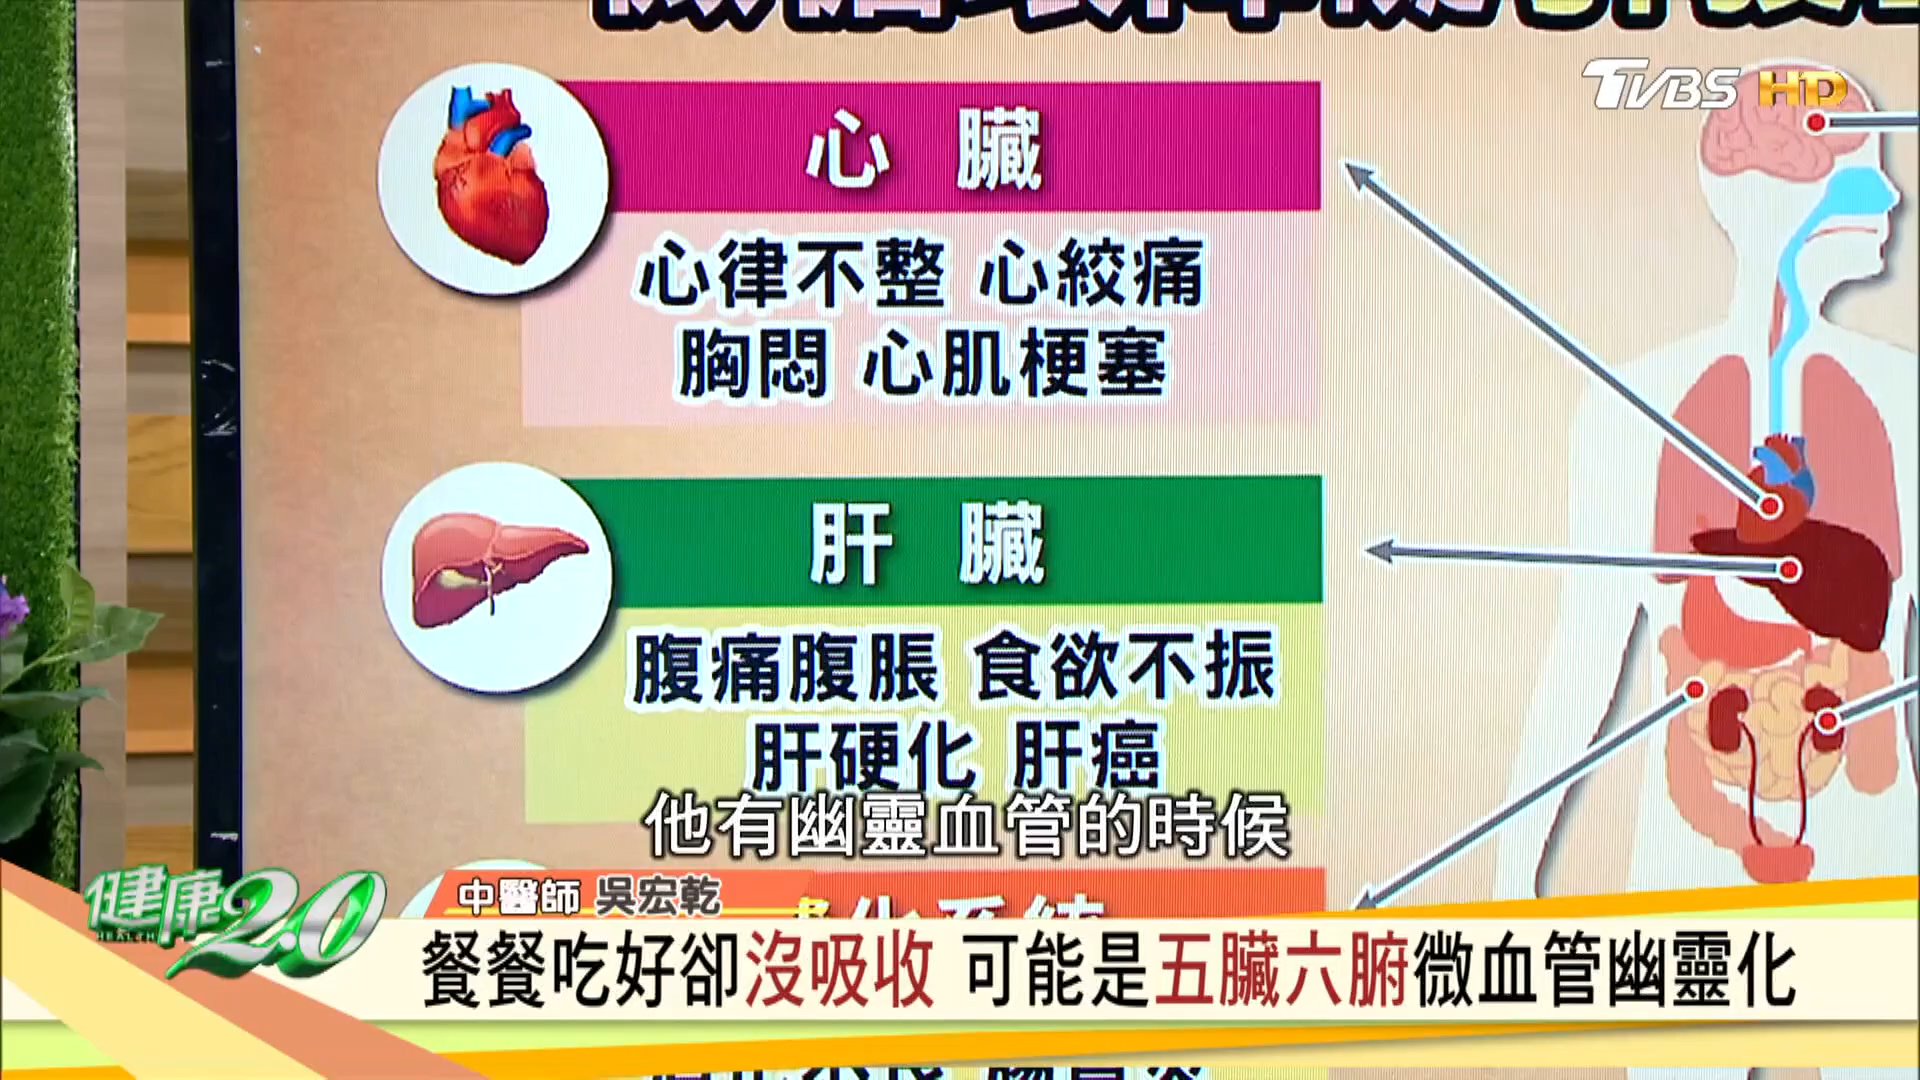 TVBS HD
心臟
心律不整 心絞痛
胸悶 心肌梗塞
肝臟
腹痛腹脹 食欲不振
肝硬化 肝癌
他有幽靈血管的時候
中醫師 吳宏乾
健康2.0
HEALTH
餐餐吃好卻沒吸收 可能是五臟六腑微血管幽靈化